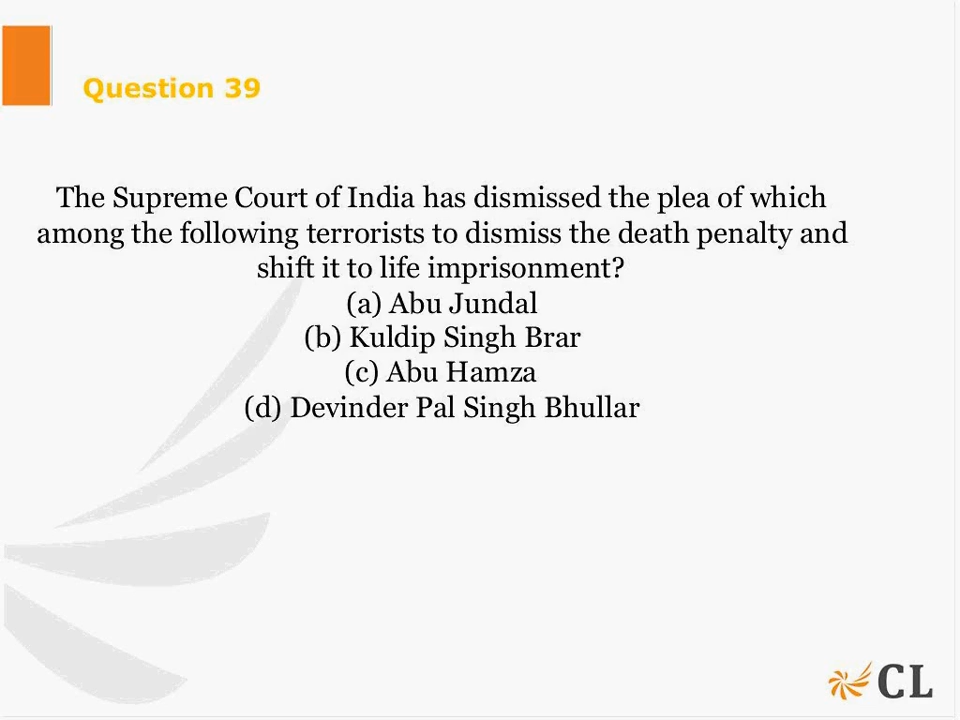 Question 39
The Supreme Court of India has dismissed the plea of which
among the following terrorists to dismiss the death penalty and
shift it to life imprisonment?
(a) Abu Jundal
(b) Kuldip Singh Brar
(c) Abu Hamza
(d) Devinder Pal Singh Bhullar
CL